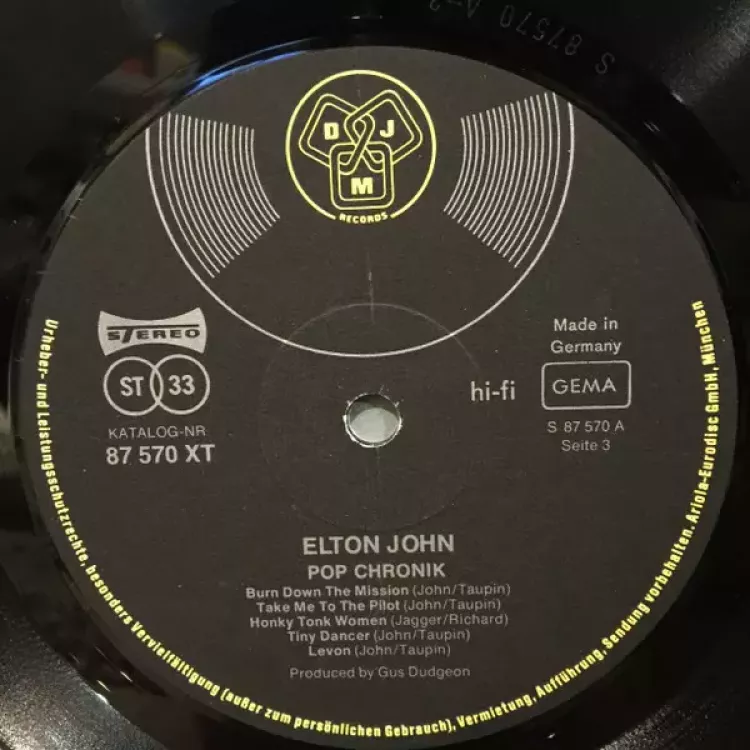 S 87570 A-2
D J
M
RECORDS
STEREO
ST 33
KATALOG-NR
87 570 XT
Made in
Germany
hi-fi
GEMA
S 87 570 A
Seite 3
ELTON JOHN
POP CHRONIK
Burn Down The Mission (John/Taupin)
Take Me To The Pilot (John/Taupin)
Honky Tonk Women (Jagger/Richard)
Tiny Dancer (John/Taupin)
Levon (John/Taupin)
Produced by Gus Dudgeon
Urheber- und Leistungsschutzrechte, besonders Vervielfältigung (außer zum persönlichen Gebrauch), Vermietung, Aufführung, Sendung vorbehalten. Ariola-Eurodisc GmbH, München